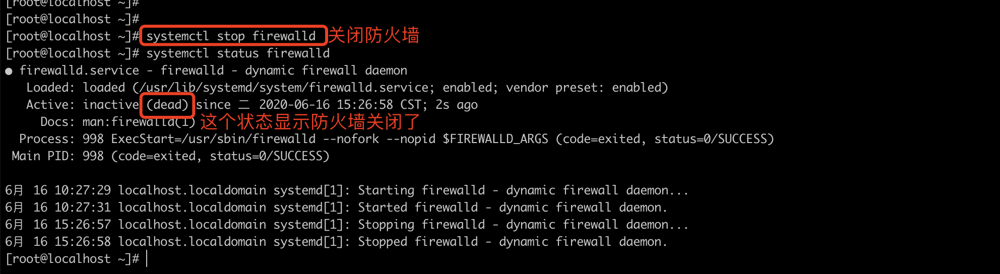 [root@localhost ~]#
[root@localhost ~]#
[root@localhost ~]# systemctl stop firewalld 关闭防火墙
[root@localhost ~]# systemctl status firewalld
● firewalld.service - firewalld - dynamic firewall daemon
Loaded: loaded (/usr/lib/systemd/system/firewalld.service; enabled; vendor preset: enabled)
Active: inactive (dead) since 二 2020-06-16 15:26:58 CST; 2s ago
Docs: man:firewalld(1) 这个状态显示防火墙关闭了
Process: 998 ExecStart=/usr/sbin/firewalld --nofork --nopid $FIREWALLD_ARGS (code=exited, status=0/SUCCESS)
Main PID: 998 (code=exited, status=0/SUCCESS)
6月 16 10:27:29 localhost.localdomain systemd[1]: Starting firewalld - dynamic firewall daemon...
6月 16 10:27:31 localhost.localdomain systemd[1]: Started firewalld - dynamic firewall daemon.
6月 16 15:26:57 localhost.localdomain systemd[1]: Stopping firewalld - dynamic firewall daemon...
6月 16 15:26:58 localhost.localdomain systemd[1]: Stopped firewalld - dynamic firewall daemon.
[root@localhost ~]#